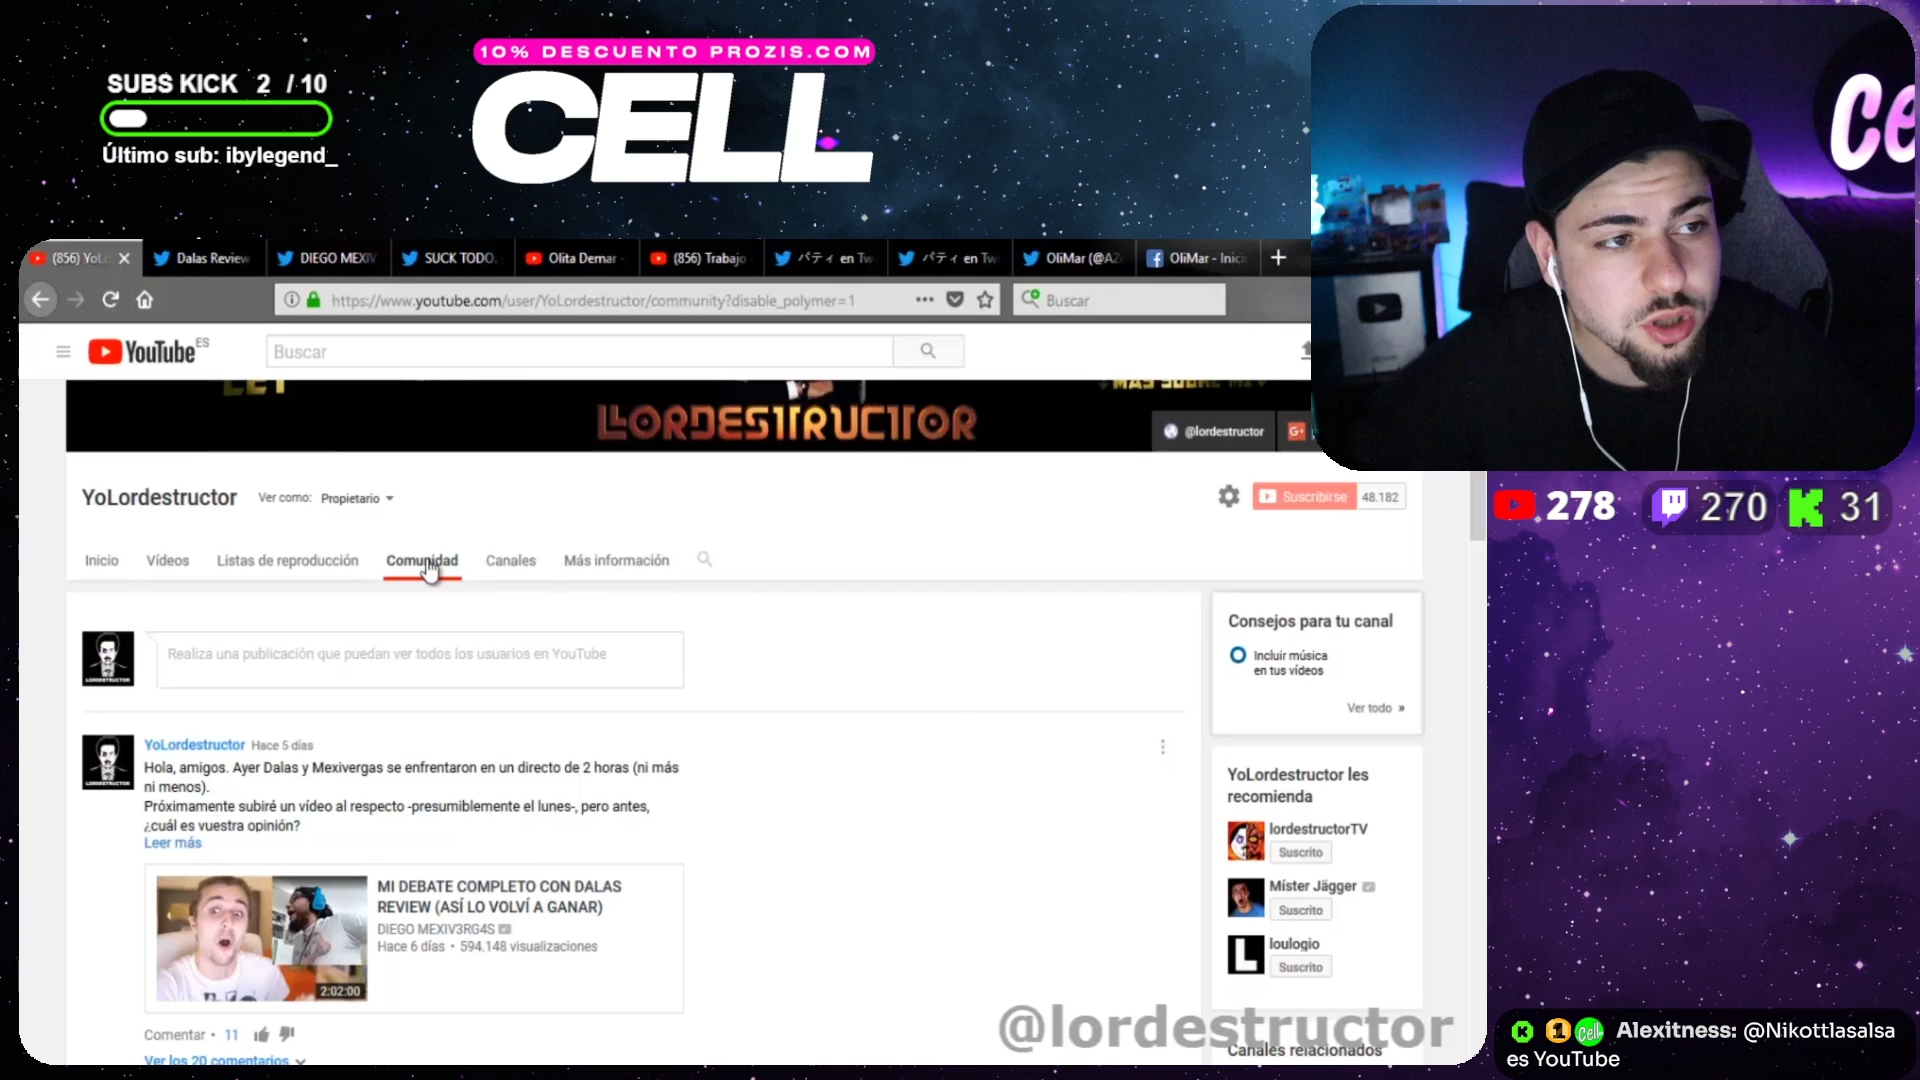 10% DESCUENTO PROZIS.COM
CELL
SUBS KICK 2 / 10
Último sub: ibylegend_
Ce
(856) YoLo
Dalas Review
DIEGO MEXIV
SUCK TODO.
Olita Demar -
(856) Trabajo
パティ en Tw
パティ en Tw
OliMar (@A2
OliMar - Inici
https://www.youtube.com/user/YoLordestructor/community?disable_polymer=1
Buscar
YouTube ES
Buscar
MÁS SOBRE MÍ
LORDESTRUCTOR
@lordestructor
G+
YoLordestructor
Ver como: Propietario
Suscribirse 48.182
278
270
31
Inicio
Vídeos
Listas de reproducción
Comunidad
Canales
Más información
Realiza una publicación que puedan ver todos los usuarios en YouTube
Consejos para tu canal
Incluir música
en tus vídeos
Ver todo »
YoLordestructor Hace 5 días
Hola, amigos. Ayer Dalas y Mexivergas se enfrentaron en un directo de 2 horas (ni más
ni menos).
Próximamente subiré un vídeo al respecto -presumiblemente el lunes-, pero antes,
¿cuál es vuestra opinión?
Leer más
MI DEBATE COMPLETO CON DALAS
REVIEW (ASÍ LO VOLVÍ A GANAR)
DIEGO MEXIV3RG4S
Hace 6 días • 594.148 visualizaciones
2:02:00
Comentar • 11
Ver los 20 comentarios
YoLordestructor les
recomienda
lordestructorTV
Suscrito
Míster Jägger
Suscrito
loulogio
Suscrito
@lordestructor
Canales relacionados
K 1 Cell Alexitness: @Nikottlasalsa
es YouTube